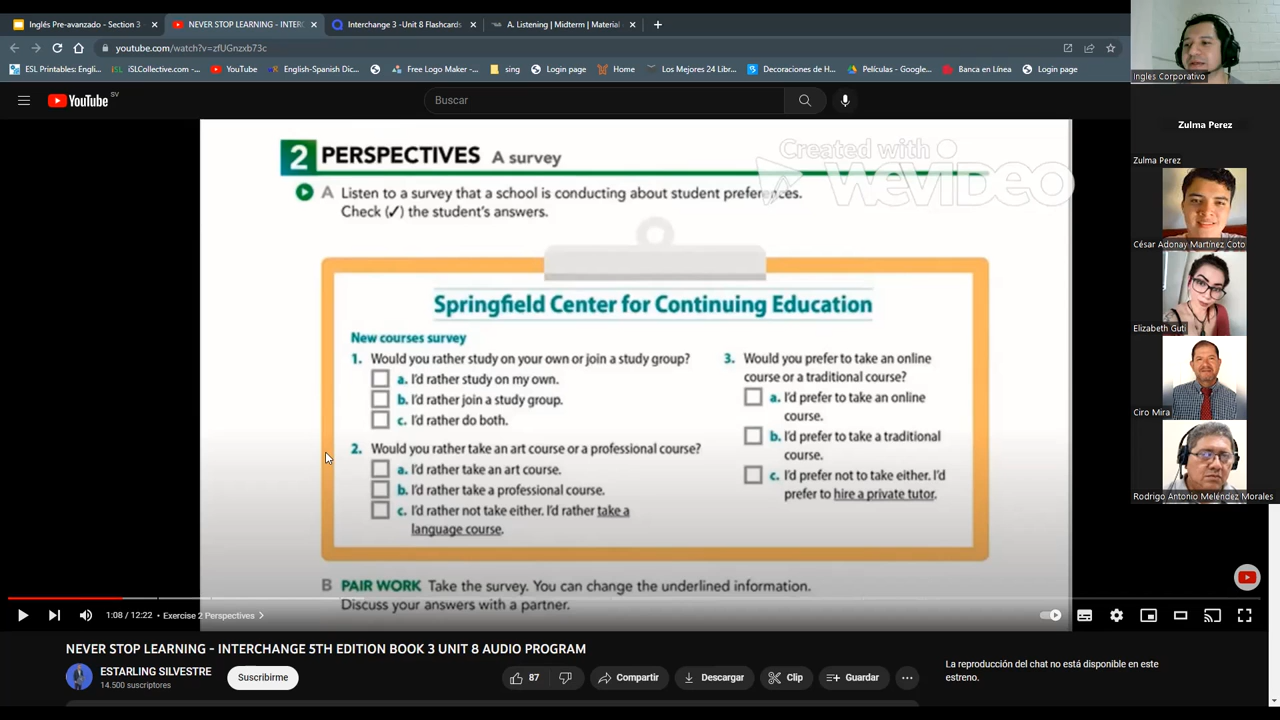 Inglés Pre-avanzado - Section 3
NEVER STOP LEARNING - INTERC
Interchange 3 -Unit 8 Flashcards
A. Listening | Midterm | Material
youtube.com/watch?v=zfUGnzxb73c
ESL Printables: Engli...
iSLCollective.com -...
YouTube
English-Spanish Dic...
Free Logo Maker -...
sing
Login page
Home
Los Mejores 24 Libr...
Decoraciones de H...
Películas - Google...
Banca en Línea
Login page
YouTube SV
Buscar
Created with
WEVIDEO
2 PERSPECTIVES A survey
A Listen to a survey that a school is conducting about student preferences.
Check (✓) the student's answers.
Springfield Center for Continuing Education
New courses survey
1. Would you rather study on your own or join a study group?
a. I'd rather study on my own.
b. I'd rather join a study group.
c. I'd rather do both.
2. Would you rather take an art course or a professional course?
a. I'd rather take an art course.
b. I'd rather take a professional course.
c. I'd rather not take either. I'd rather take a
language course.
3. Would you prefer to take an online
course or a traditional course?
a. I'd prefer to take an online
course.
b. I'd prefer to take a traditional
course.
c. I'd prefer not to take either. I'd
prefer to hire a private tutor.
B PAIR WORK Take the survey. You can change the underlined information.
Discuss your answers with a partner.
1:08 / 12:22 • Exercise 2 Perspectives
NEVER STOP LEARNING - INTERCHANGE 5TH EDITION BOOK 3 UNIT 8 AUDIO PROGRAM
ESTARLING SILVESTRE
14.500 suscriptores
Suscribirme
87
Compartir
Descargar
Clip
Guardar
La reproducción del chat no está disponible en este
estreno.
Ingles Corporativo
Zulma Perez
Zulma Perez
César Adonay Martínez Coto
Elizabeth Guti
Ciro Mira
Rodrigo Antonio Meléndez Morales